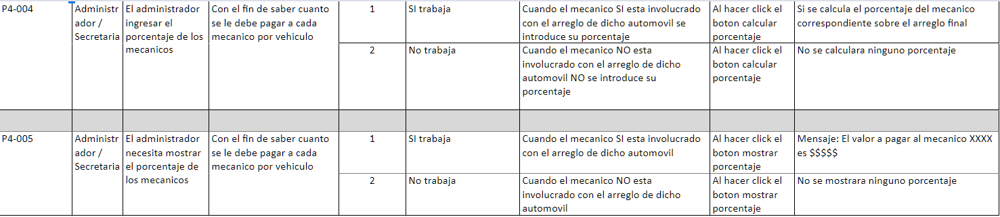 P4-004
Administr
ador /
Secretaria
El administrador
ingresar el
porcentaje de los
mecanicos
Con el fin de saber cuanto
se le debe pagar a cada
mecanico por vehiculo
1
SI trabaja
Cuando el mecanico SI esta involucrado
con el arreglo de dicho automovil se
introduce su porcentaje
Al hacer click el
boton calcular
porcentaje
Si se calcula el porcentaje del mecanico
correspondiente sobre el arreglo final
2
No trabaja
Cuando el mecanico NO esta
involucrado con el arreglo de dicho
automovil NO se introduce su
porcentaje
Al hacer click el
boton calcular
porcentaje
No se calculara ninguno porcentaje
P4-005
Administr
ador /
Secretaria
El administrador
necesita mostrar
el porcentaje de
los mecanicos
Con el fin de saber cuanto
se le debe pagar a cada
mecanico por vehiculo
1
SI trabaja
Cuando el mecanico SI esta involucrado
con el arreglo de dicho automovil
Al hacer click el
boton mostrar
porcentaje
Mensaje: El valor a pagar al mecanico XXXX
es $$$$$
2
No trabaja
Cuando el mecanico NO esta
involucrado con el arreglo de dicho
automovil
Al hacer click el
boton mostrar
porcentaje
No se mostrara ninguno porcentaje